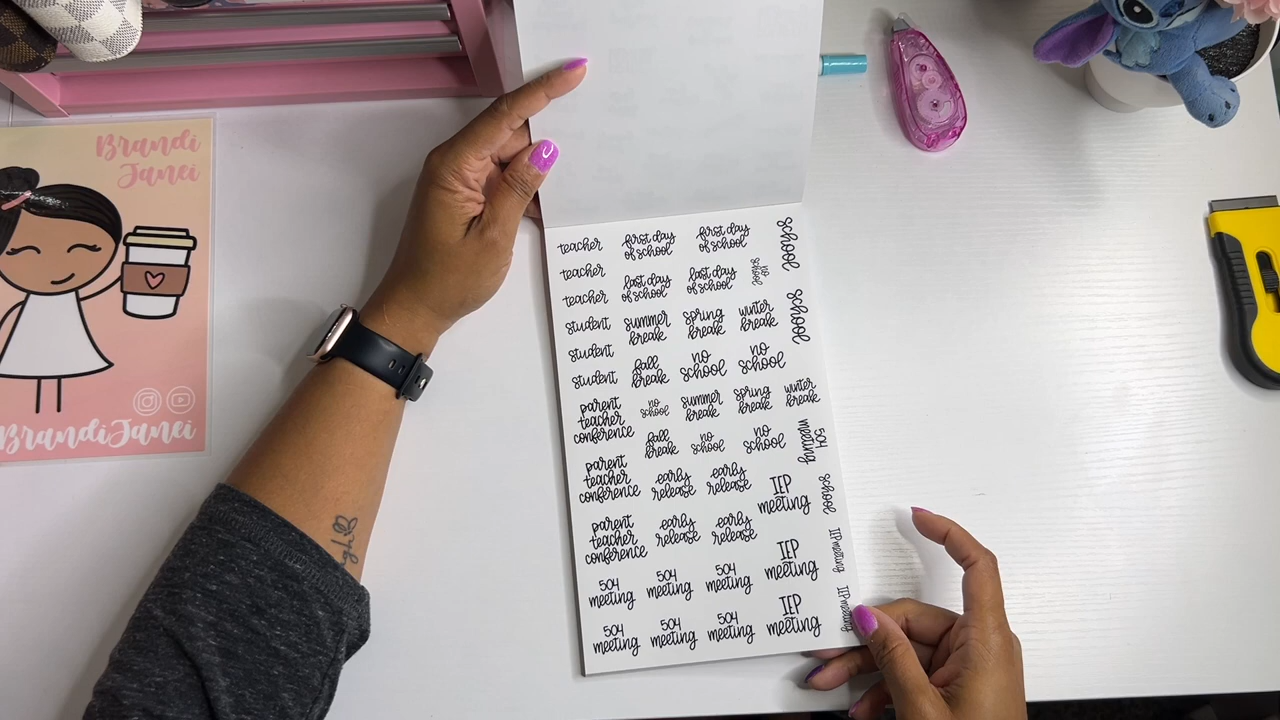 Brandi
Janei
BrandiJanei
teacher
first day
of school
first day
of school
school
teacher
last day
of school
last day
of school
no
school
teacher
student
summer
break
spring
break
winter
break
school
student
fall
break
no
school
no
school
student
parent
teacher
conference
no
school
summer
break
spring
break
winter
break
fall
break
no
school
no
school
504
meeting
parent
teacher
conference
early
release
early
release
IEP
meeting
school
parent
teacher
conference
early
release
early
release
IEP
meeting
IEP meeting
504
meeting
504
meeting
504
meeting
IEP
meeting
IEP meeting
504
meeting
504
meeting
504
meeting